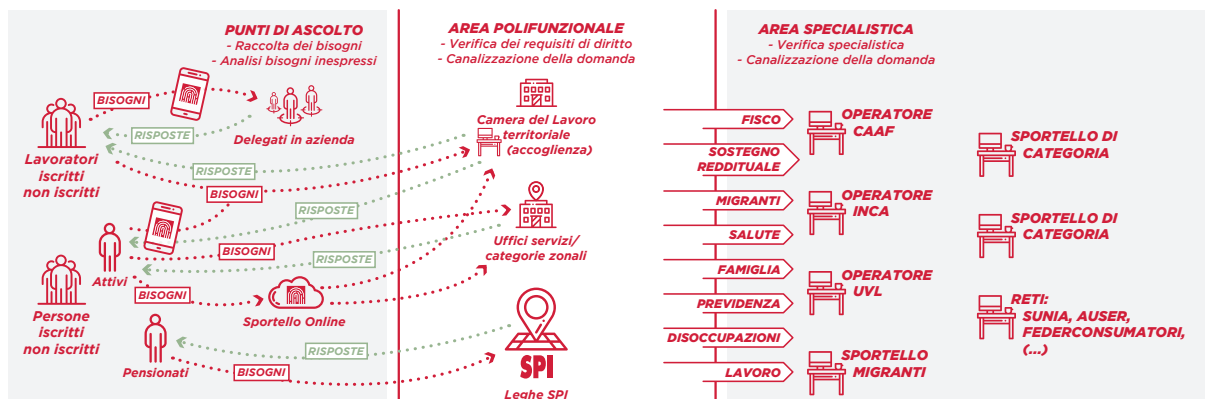 PUNTI DI ASCOLTO
- Raccolta dei bisogni
- Analisi bisogni inespressi
BISOGNI
RISPOSTE
Delegati in azienda
Lavoratori
iscritti
non iscritti
RISPOSTE
BISOGNI
RISPOSTE
BISOGNI
RISPOSTE
Attivi
BISOGNI
Sportello Online
Persone
iscritti
non iscritti
Pensionati
RISPOSTE
BISOGNI
AREA POLIFUNZIONALE
- Verifica dei requisiti di diritto
- Canalizzazione della domanda
Camera del Lavoro
territoriale
(accoglienza)
Uffici servizi/
categorie zonali
SPI
Leghe SPI
AREA SPECIALISTICA
- Verifica specialistica
- Canalizzazione della domanda
FISCO
SOSTEGNO
REDDITUALE
MIGRANTI
SALUTE
FAMIGLIA
PREVIDENZA
DISOCCUPAZIONI
LAVORO
OPERATORE
CAAF
OPERATORE
INCA
OPERATORE
UVL
SPORTELLO
MIGRANTI
SPORTELLO DI
CATEGORIA
SPORTELLO DI
CATEGORIA
RETI:
SUNIA, AUSER,
FEDERCONSUMATORI,
(...)